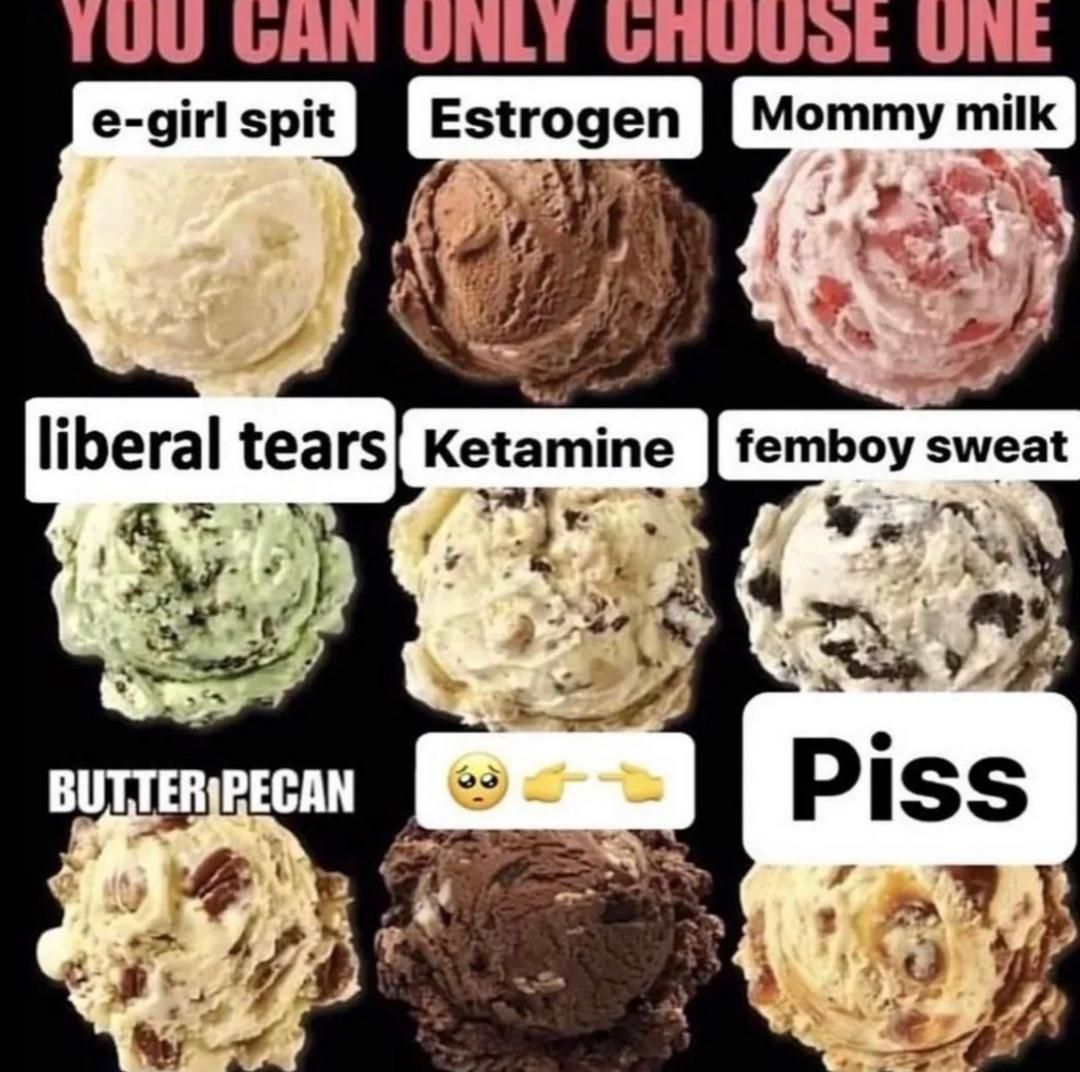 YOU CAN ONLY CHOOSE ONE
e-girl spit
Estrogen
Mommy milk
liberal tears
Ketamine
femboy sweat
BUTTER PECAN
🥺👉👈
Piss